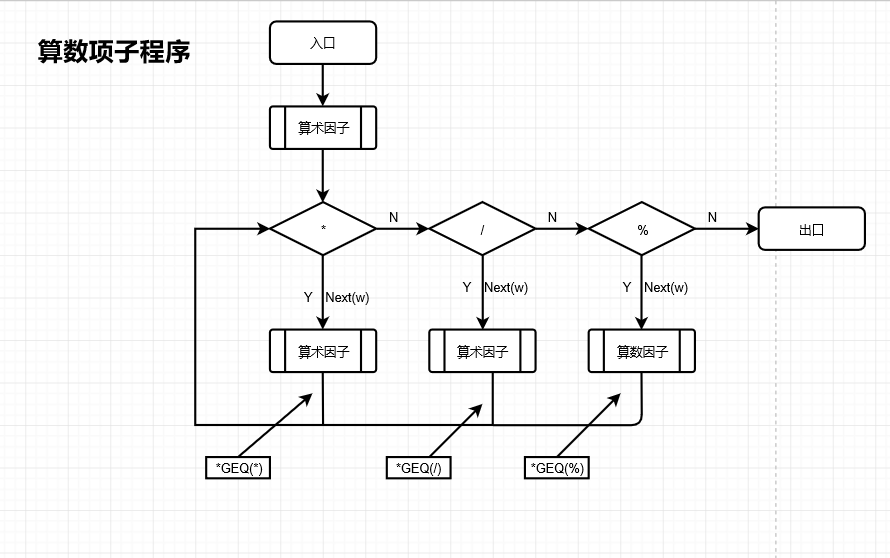 算数项子程序
入口
算术因子
*
N
/
N
%
N
出口
Y
Next(w)
Y
Next(w)
Y
Next(w)
算术因子
算术因子
算数因子
*GEQ(*)
*GEQ(/)
*GEQ(%)